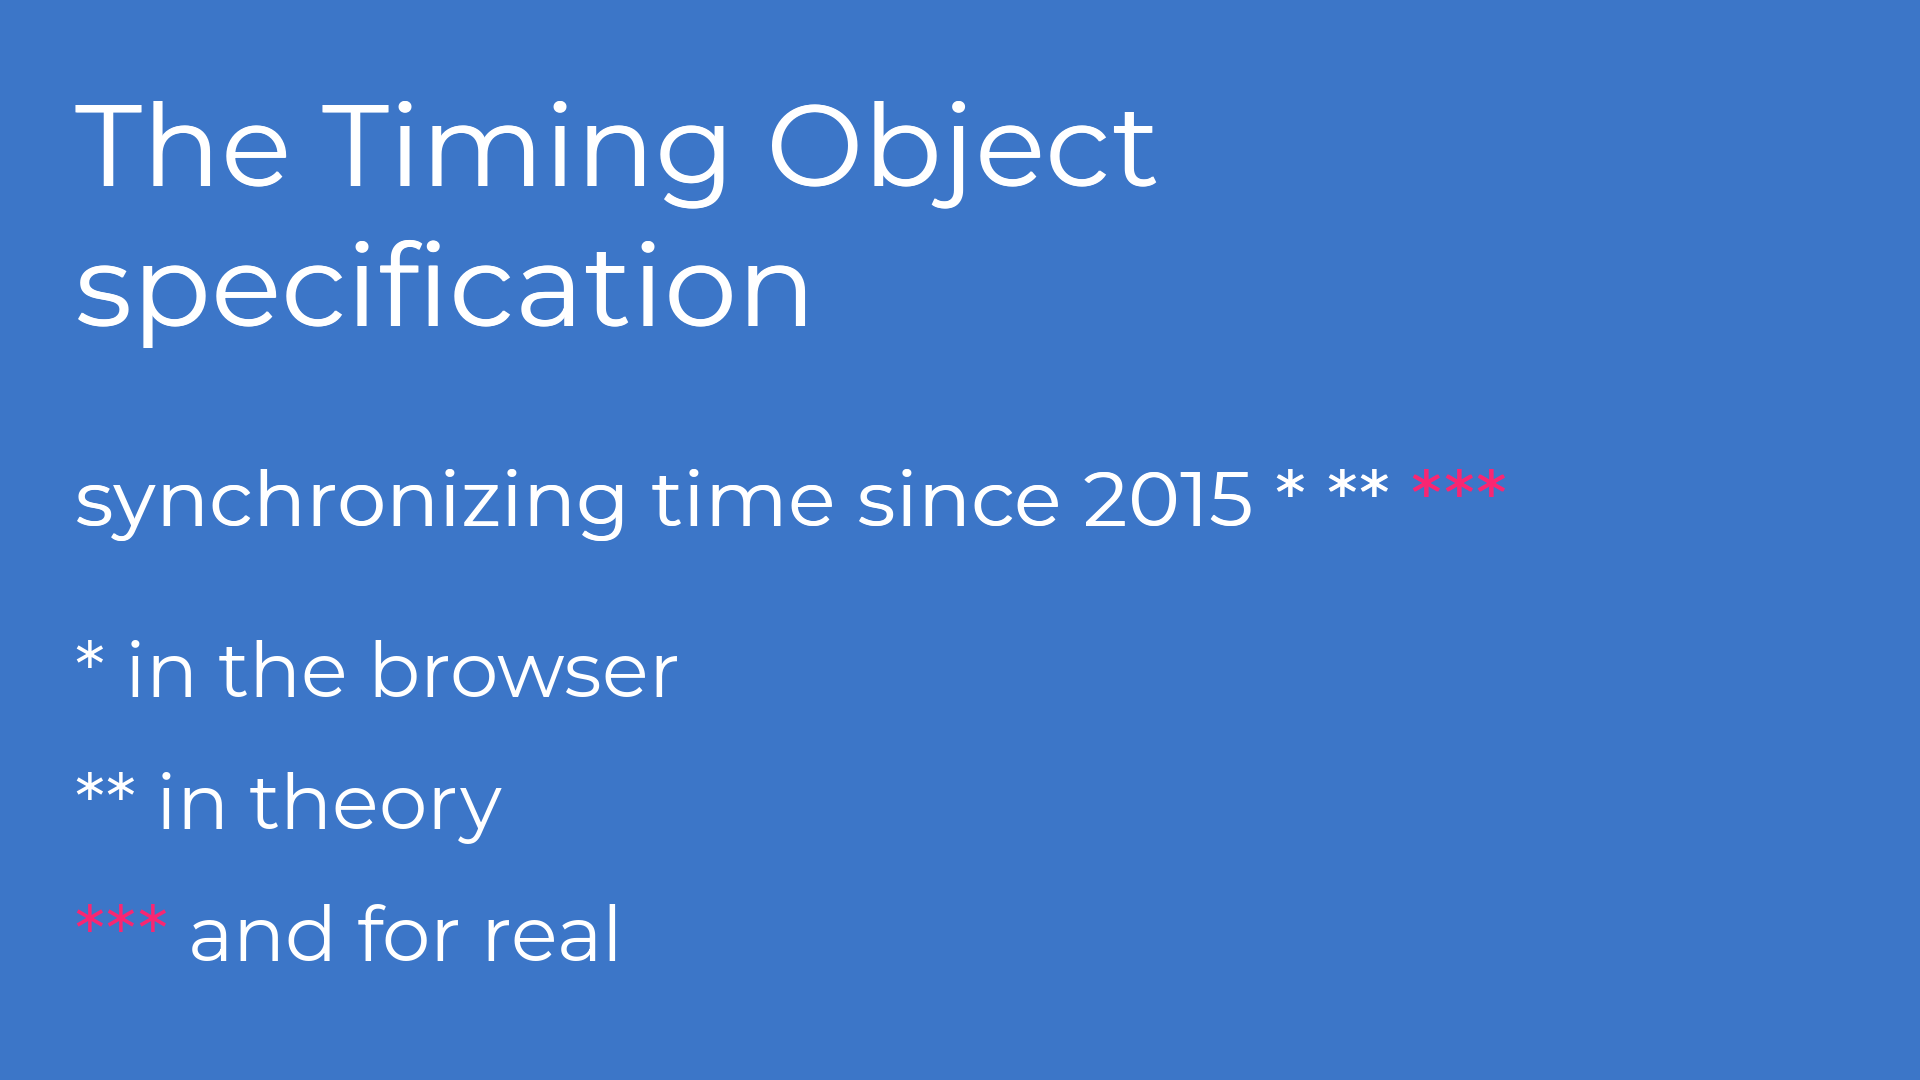 The Timing Object
specification
synchronizing time since 2015 * ** ***
* in the browser
** in theory
*** and for real